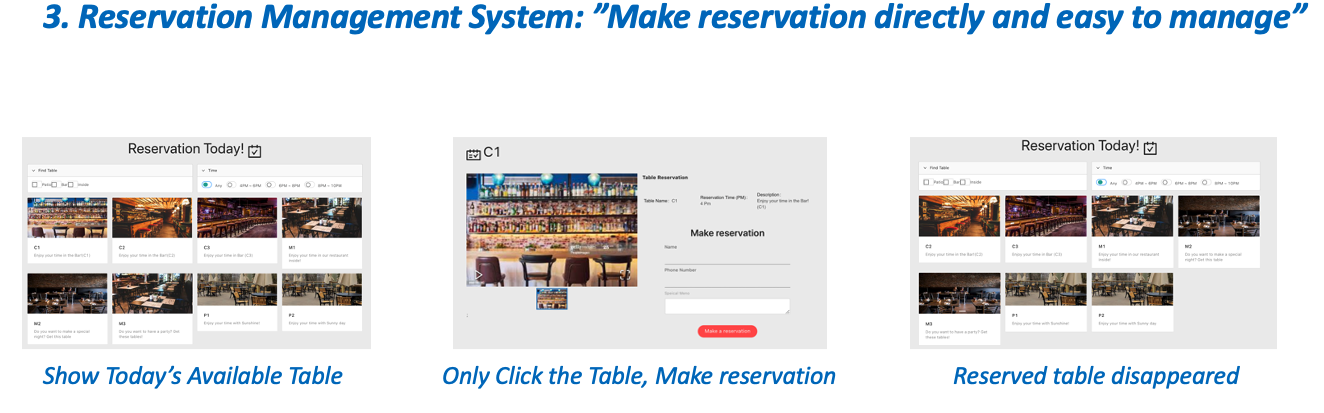 3. Reservation Management System: ”Make reservation directly and easy to manage”
Reservation Today!
Find Table
Time
Patio Bar Inside
Any 4PM ~ 6PM 6PM ~ 8PM 8PM ~ 10PM
C1
Enjoy your time in the Bar!(C1)
C2
Enjoy your time in the Bar!(C2)
C3
Enjoy your time in Bar (C3)
M1
Enjoy your time in our restaurant
inside!
M2
Do you want to make a special
night? Get this table
M3
Do you want to have a party? Get
these tables!
P1
Enjoy your time with Sunshine!
P2
Enjoy your time with Sunny day
Show Today’s Available Table
C1
Table Reservation
Table Name: C1
Reservation Time (PM) :
4 Pm
Description :
Enjoy your time in the Bar!
(C1)
Make reservation
Name
Phone Number
Special Menu
Make a reservation
Only Click the Table, Make reservation
Reservation Today!
Find Table
Time
Patio Bar Inside
Any 4PM ~ 6PM 6PM ~ 8PM 8PM ~ 10PM
C2
Enjoy your time in the Bar!(C2)
C3
Enjoy your time in Bar (C3)
M1
Enjoy your time in our restaurant
inside!
M2
Do you want to make a special
night? Get this table
M3
Do you want to have a party? Get
these tables!
P1
Enjoy your time with Sunshine!
P2
Enjoy your time with Sunny day
Reserved table disappeared